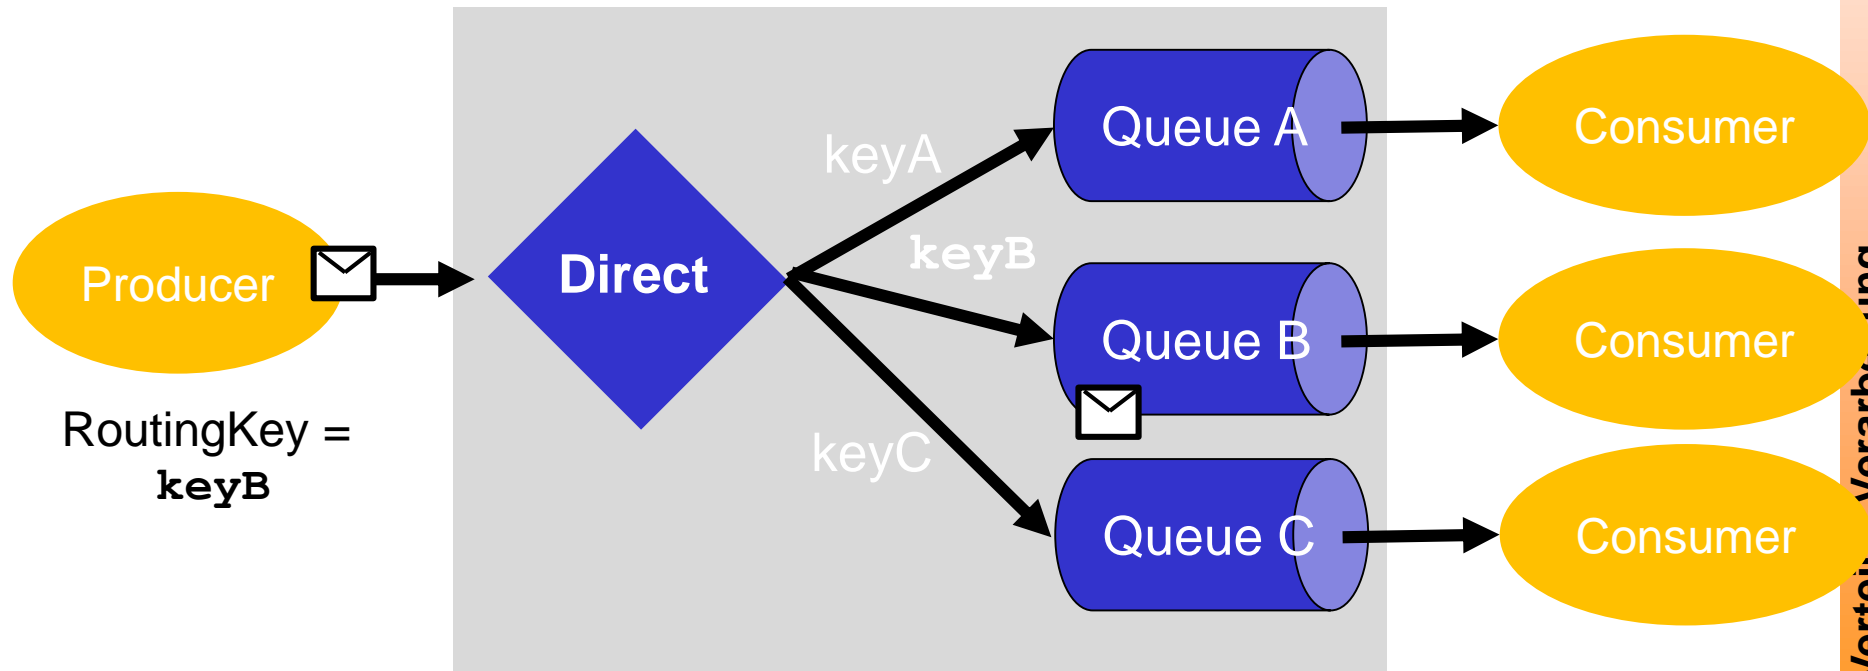 Producer
RoutingKey =
keyB
Direct
keyA
keyB
keyC
Queue A
Queue B
Queue C
Consumer
Consumer
Consumer